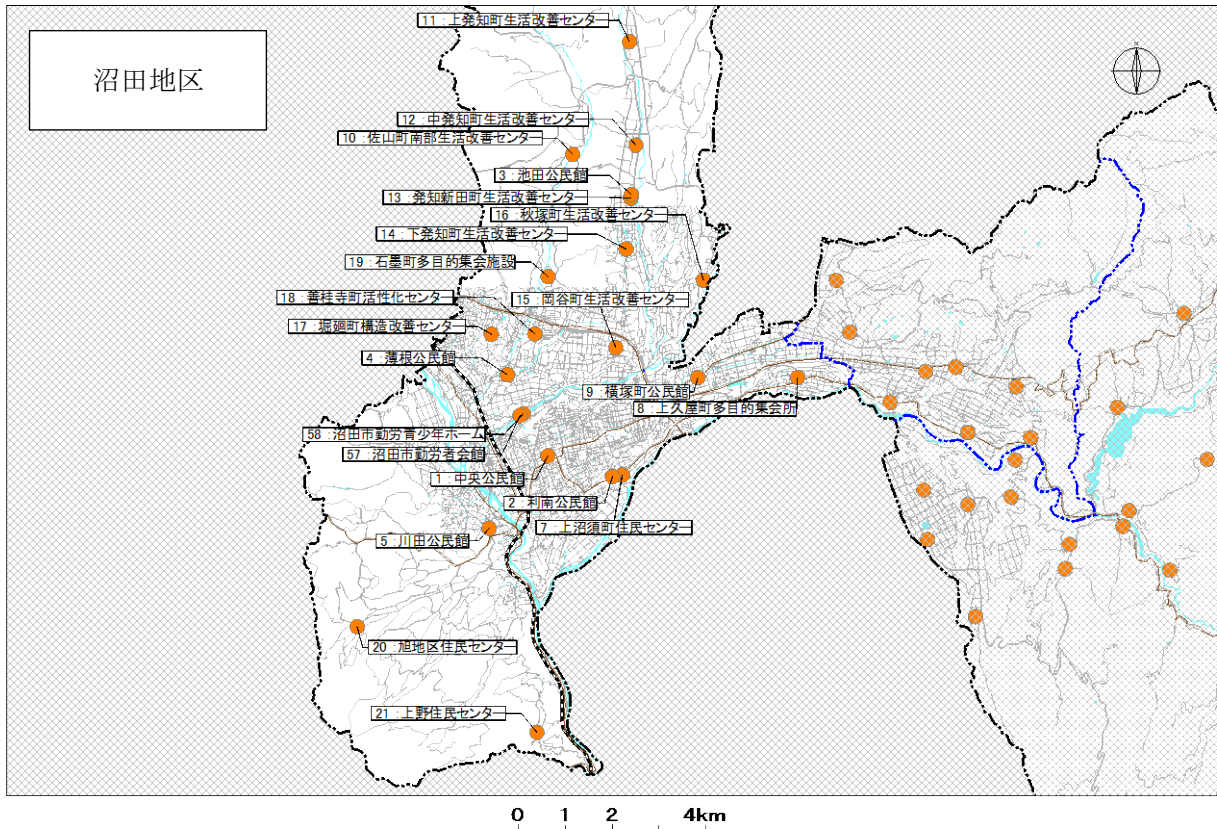 沼田地区
N
11 : 上発知町生活改善センター
12 : 中発知町生活改善センター
10 : 佐山町南部生活改善センター
3 : 池田公民館
13 : 発知新田町生活改善センター
16 : 秋塚町生活改善センター
14 : 下発知町生活改善センター
19 : 石墨町多目的集会施設
18 : 善桂寺町活性化センター
15 : 岡谷町生活改善センター
17 : 堀廻町構造改善センター
4 : 薄根公民館
9 : 横塚町公民館
8 : 上久屋町多目的集会所
58 : 沼田市勤労青少年ホーム
57 : 沼田市勤労者会館
1 : 中央公民館
2 : 利南公民館
7 : 上沼須町住民センター
5 : 川田公民館
20 : 旭地区住民センター
21 : 上野住民センター
0 1 2 4km